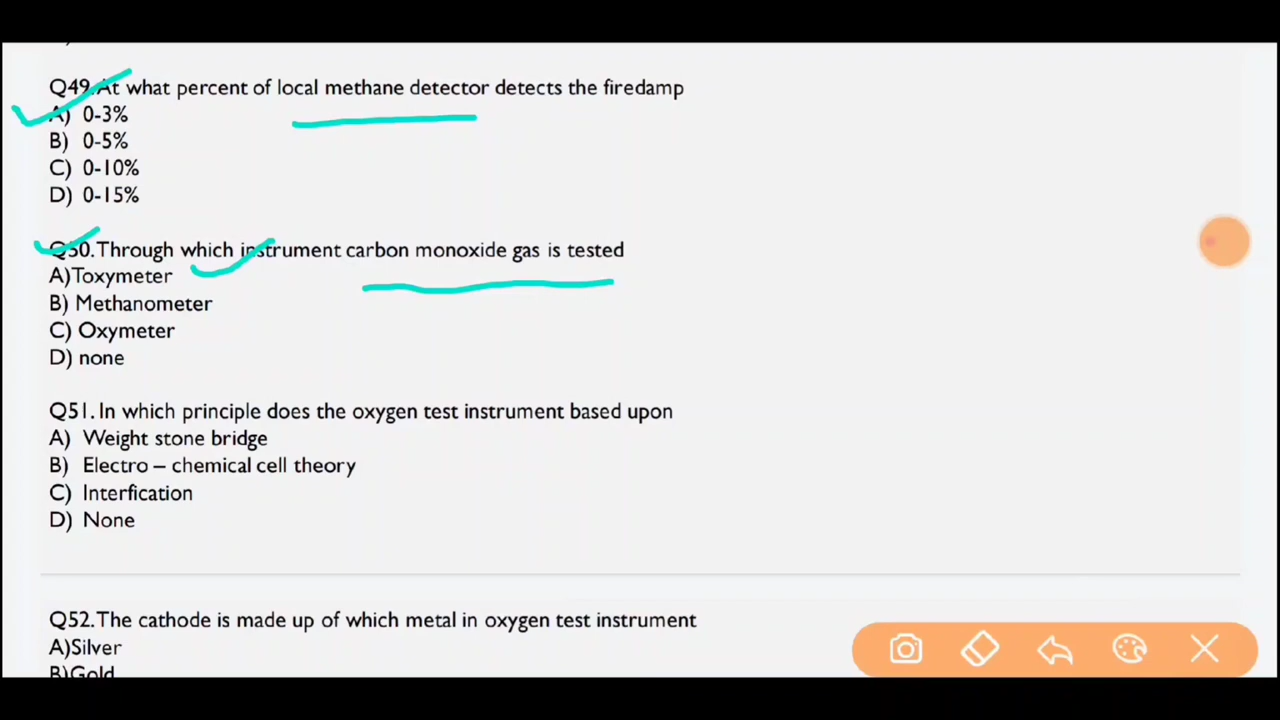 Q49.At what percent of local methane detector detects the firedamp
A) 0-3%
B) 0-5%
C) 0-10%
D) 0-15%
Q50.Through which instrument carbon monoxide gas is tested
A)Toxymeter
B) Methanometer
C) Oxymeter
D) none
Q51. In which principle does the oxygen test instrument based upon
A) Weight stone bridge
B) Electro – chemical cell theory
C) Interfication
D) None
Q52.The cathode is made up of which metal in oxygen test instrument
A)Silver
B)Gold